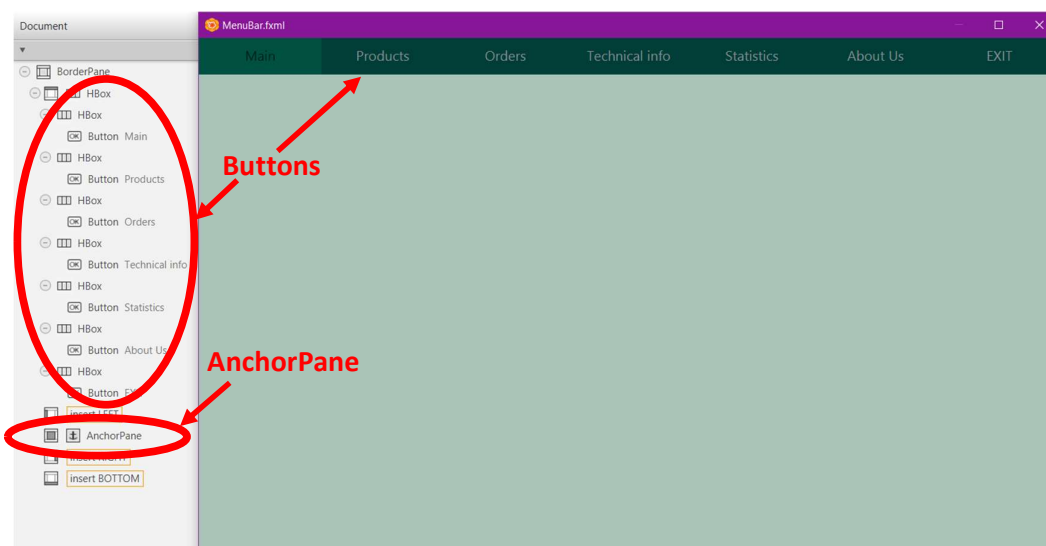 Document
MenuBar.fxml
Main Products Orders Technical info Statistics About Us EXIT
BorderPane
HBox
HBox
Button Main
HBox
Button Products
Buttons
HBox
Button Orders
HBox
Button Technical info
HBox
Button Statistics
HBox
Button About Us
AnchorPane
HBox
Button
insert LEFT
AnchorPane
insert RIGHT
insert BOTTOM